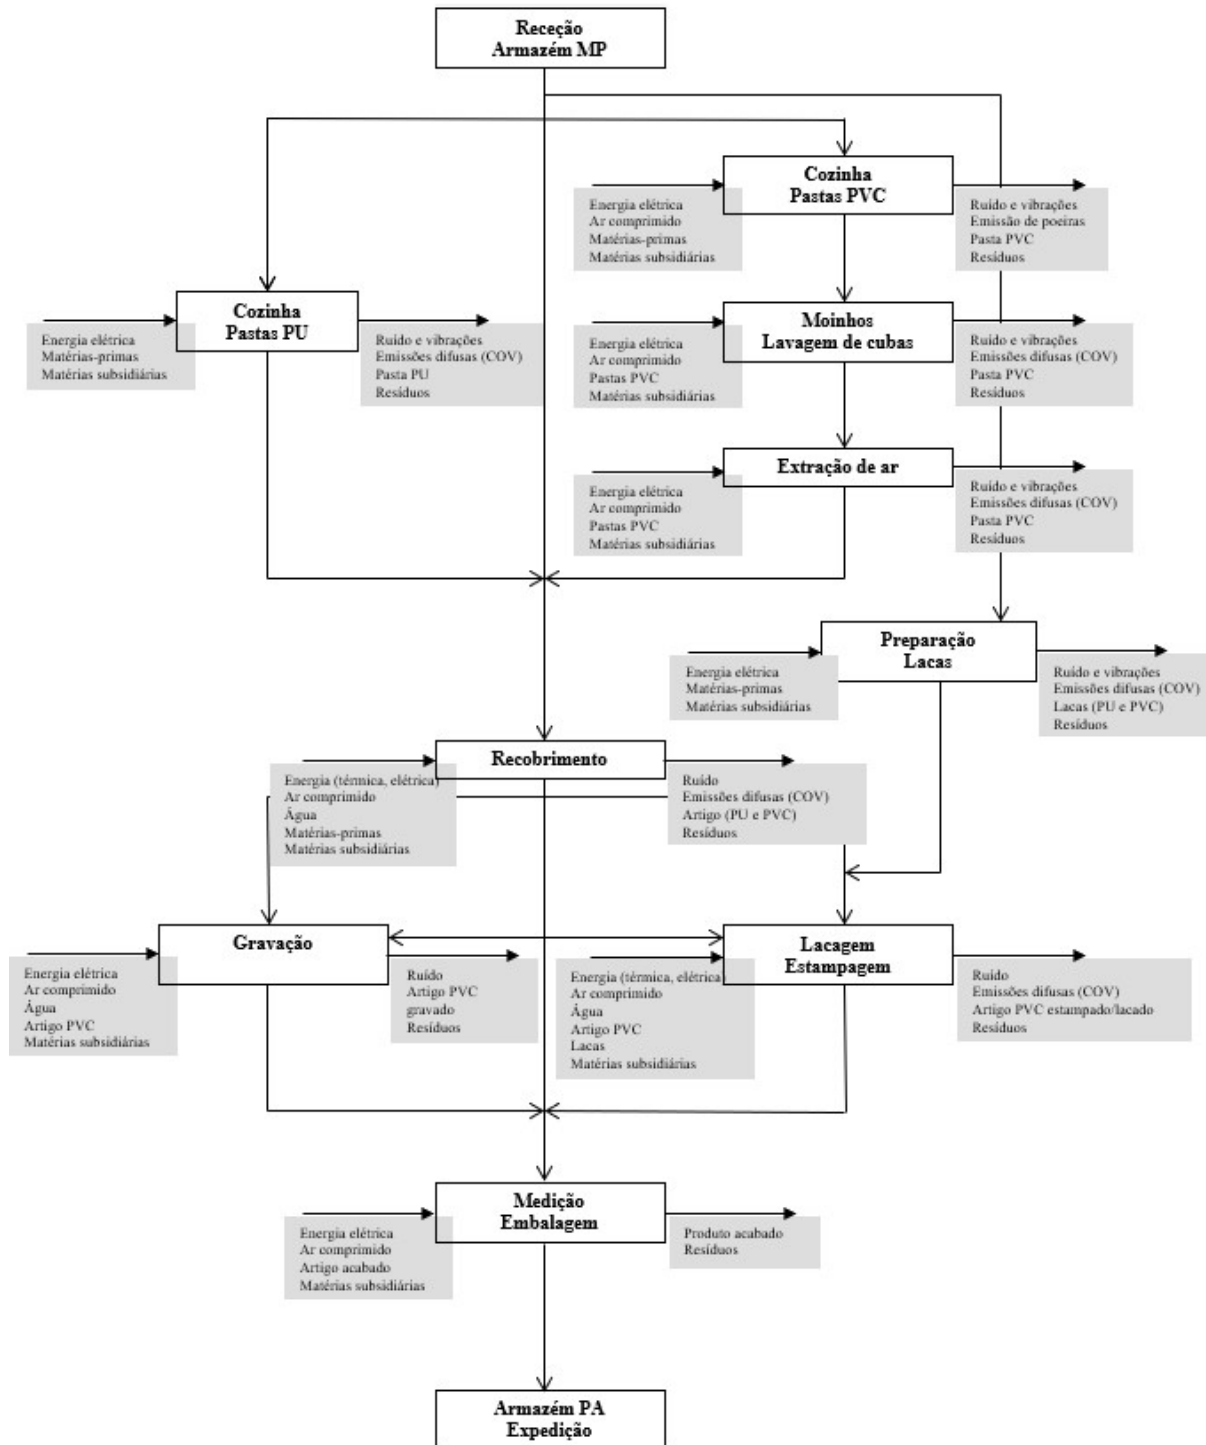 Receção
Armazém MP
Cozinha
Pastas PVC
Energia elétrica
Ar comprimido
Matérias-primas
Matérias subsidiárias
Ruído e vibrações
Emissão de poeiras
Pasta PVC
Resíduos
Cozinha
Pastas PU
Energia elétrica
Matérias-primas
Matérias subsidiárias
Ruído e vibrações
Emissões difusas (COV)
Pasta PU
Resíduos
Moinhos
Lavagem de cubas
Energia elétrica
Ar comprimido
Pastas PVC
Matérias subsidiárias
Ruído e vibrações
Emissões difusas (COV)
Pasta PVC
Resíduos
Extração de ar
Energia elétrica
Ar comprimido
Pastas PVC
Matérias subsidiárias
Ruído e vibrações
Emissões difusas (COV)
Pasta PVC
Resíduos
Preparação
Lacas
Energia elétrica
Matérias-primas
Matérias subsidiárias
Ruído e vibrações
Emissões difusas (COV)
Lacas (PU e PVC)
Resíduos
Recobrimento
Energia (térmica, elétrica)
Ar comprimido
Água
Matérias-primas
Matérias subsidiárias
Ruído
Emissões difusas (COV)
Artigo (PU e PVC)
Resíduos
Gravação
Energia elétrica
Ar comprimido
Água
Artigo PVC
Matérias subsidiárias
Ruído
Artigo PVC
gravado
Resíduos
Lacagem
Estampagem
Energia (térmica, elétrica)
Ar comprimido
Água
Artigo PVC
Lacas
Matérias subsidiárias
Ruído
Emissões difusas (COV)
Artigo PVC estampado/lacado
Resíduos
Medição
Embalagem
Energia elétrica
Ar comprimido
Artigo acabado
Matérias subsidiárias
Produto acabado
Resíduos
Armazém PA
Expedição